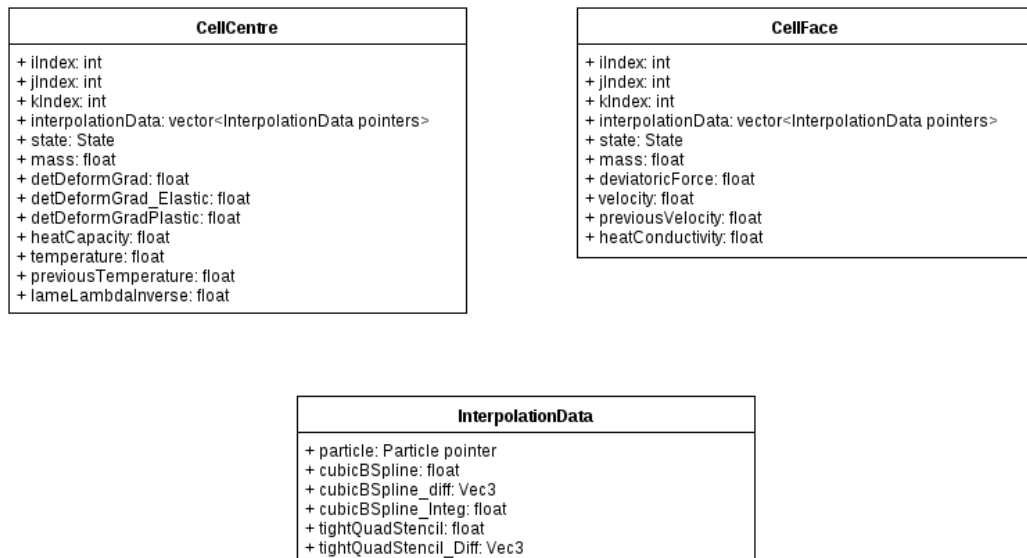 CellCentre
+ iIndex: int
+ jIndex: int
+ kIndex: int
+ interpolationData: vector<InterpolationData pointers>
+ state: State
+ mass: float
+ detDeformGrad: float
+ detDeformGrad_Elastic: float
+ detDeformGradPlastic: float
+ heatCapacity: float
+ temperature: float
+ previousTemperature: float
+ lameLambdaInverse: float
CellFace
+ iIndex: int
+ jIndex: int
+ kIndex: int
+ interpolationData: vector<InterpolationData pointers>
+ state: State
+ mass: float
+ deviatoricForce: float
+ velocity: float
+ previousVelocity: float
+ heatConductivity: float
InterpolationData
+ particle: Particle pointer
+ cubicBSpline: float
+ cubicBSpline_diff: Vec3
+ cubicBSpline_Integ: float
+ tightQuadStencil: float
+ tightQuadStencil_Diff: Vec3